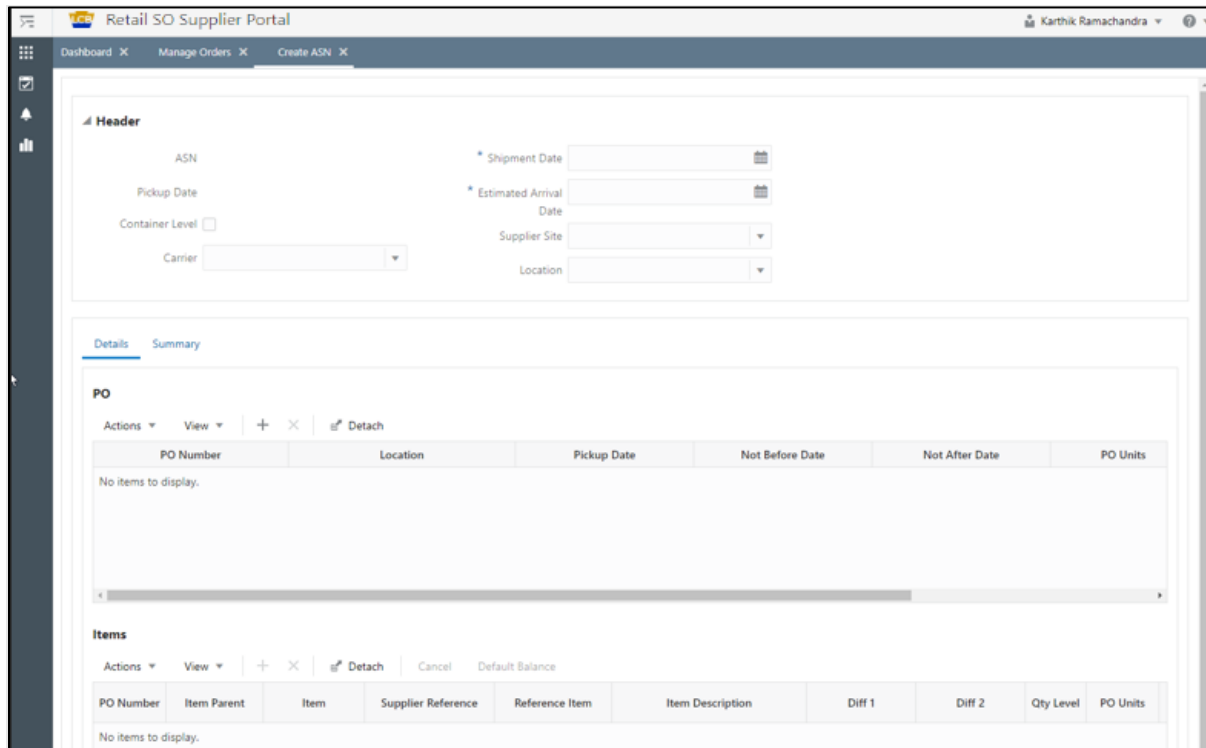 LCB Retail SO Supplier Portal Karthik Ramachandra
Dashboard Manage Orders Create ASN
Header
ASN * Shipment Date
Pickup Date * Estimated Arrival
Date
Container Level
Supplier Site
Carrier
Location
Details Summary
PO
Actions View Detach
PO Number Location Pickup Date Not Before Date Not After Date PO Units
No items to display.
Items
Actions View Detach Cancel Default Balance
PO Number Item Parent Item Supplier Reference Reference Item Item Description Diff 1 Diff 2 Qty Level PO Units
No items to display.